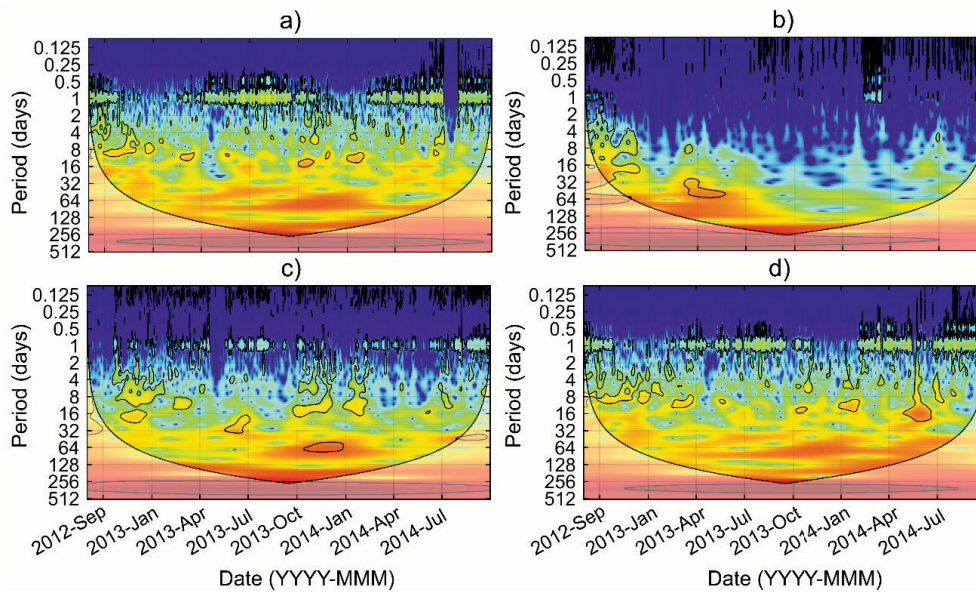 a)
b)
Period (days)
0.125
0.25
0.5
1
2
4
8
16
32
64
128
256
512
Period (days)
0.125
0.25
0.5
1
2
4
8
16
32
64
128
256
512
c)
d)
Period (days)
0.125
0.25
0.5
1
2
4
8
16
32
64
128
256
512
Period (days)
0.125
0.25
0.5
1
2
4
8
16
32
64
128
256
512
2012-Sep
2013-Jan
2013-Apr
2013-Jul
2013-Oct
2014-Jan
2014-Apr
2014-Jul
2012-Sep
2013-Jan
2013-Apr
2013-Jul
2013-Oct
2014-Jan
2014-Apr
2014-Jul
Date (YYYY-MMM)
Date (YYYY-MMM)